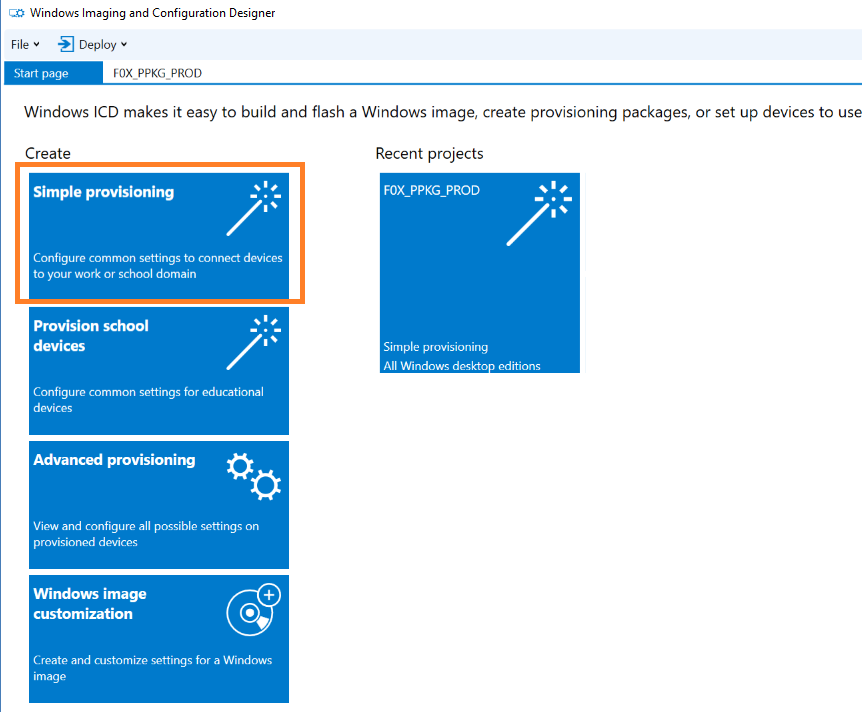 Windows Imaging and Configuration Designer
File Deploy
Start page F0X_PPKG_PROD
Windows ICD makes it easy to build and flash a Windows image, create provisioning packages, or set up devices to use
Create
Recent projects
Simple provisioning
Configure common settings to connect devices
to your work or school domain
Provision school
devices
Configure common settings for educational
devices
Advanced provisioning
View and configure all possible settings on
provisioned devices
Windows image
customization
Create and customize settings for a Windows
image
F0X_PPKG_PROD
Simple provisioning
All Windows desktop editions